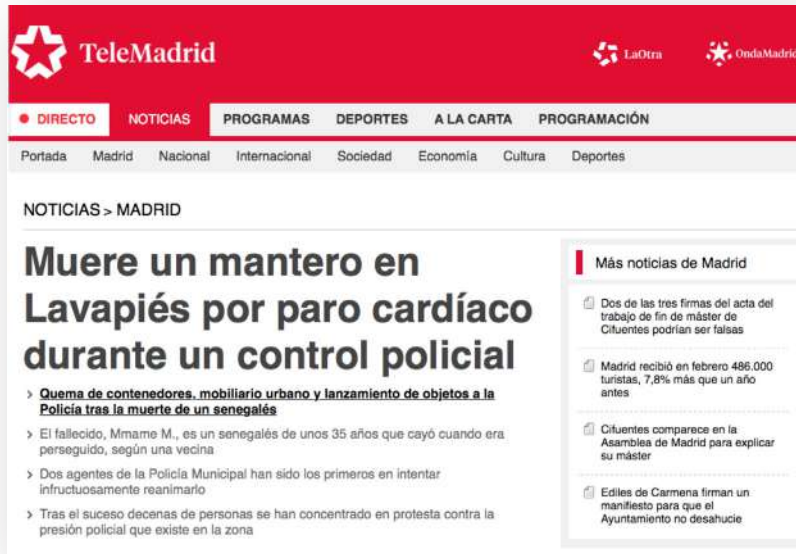 TeleMadrid
LaOtra
OndaMadrid
DIRECTO NOTICIAS PROGRAMAS DEPORTES A LA CARTA PROGRAMACIÓN
Portada Madrid Nacional Internacional Sociedad Economía Cultura Deportes
NOTICIAS > MADRID
Muere un mantero en
Lavapiés por paro cardíaco
durante un control policial
> Quema de contenedores, mobiliario urbano y lanzamiento de objetos a la
Policía tras la muerte de un senegalés
> El fallecido, Mmame M., es un senegalés de unos 35 años que cayó cuando era
perseguido, según una vecina
> Dos agentes de la Policía Municipal han sido los primeros en intentar
infructuosamente reanimarlo
> Tras el suceso decenas de personas se han concentrado en protesta contra la
presión policial que existe en la zona
Más noticias de Madrid
Dos de las tres firmas del acta del
trabajo de fin de máster de
Cifuentes podrían ser falsas
Madrid recibió en febrero 486.000
turistas, 7,8% más que un año
antes
Cifuentes comparece en la
Asamblea de Madrid para explicar
su máster
Ediles de Carmena firman un
manifiesto para que el
Ayuntamiento no desahucie